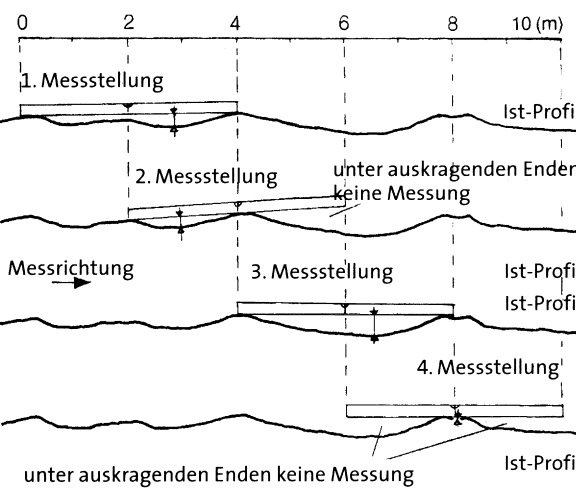 0 2 4 6 8 10 (m)
1. Messstellung
Ist-Profi
2. Messstellung
unter auskragenden Enden
keine Messung
Messrichtung
3. Messstellung
Ist-Profi
Ist-Profi
4. Messstellung
unter auskragenden Enden keine Messung
Ist-Profi